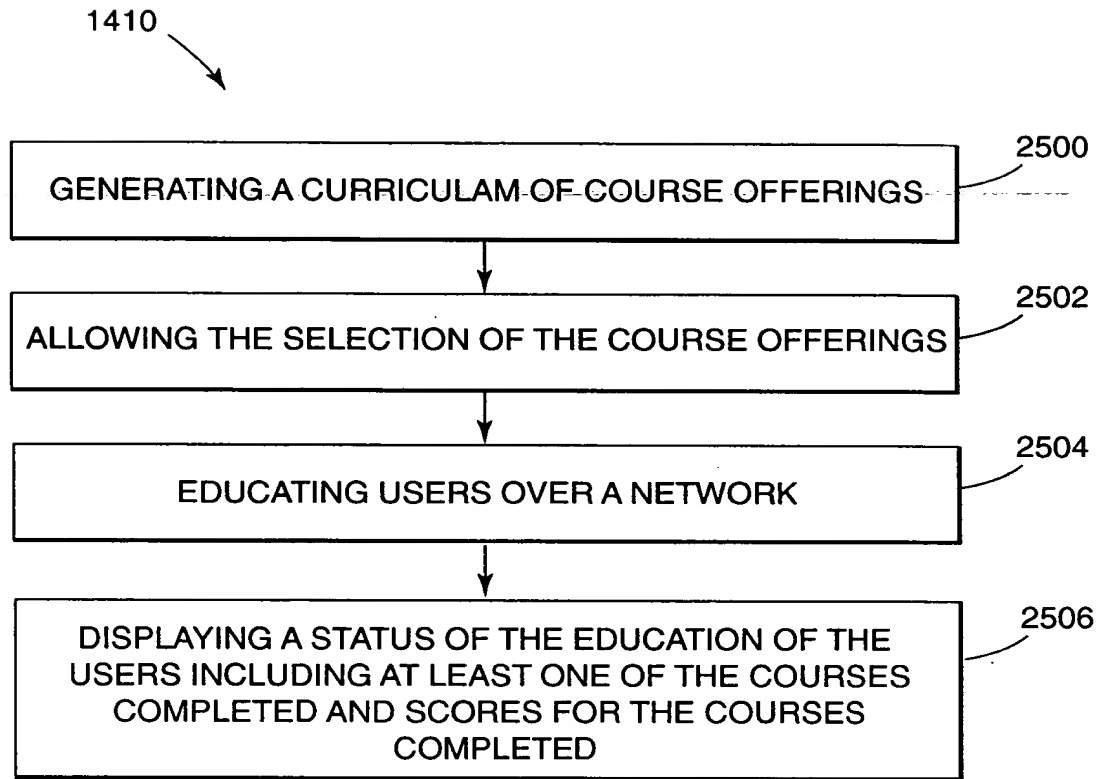 1410
2500
GENERATING A CURRICULAM OF COURSE OFFERINGS
2502
ALLOWING THE SELECTION OF THE COURSE OFFERINGS
2504
EDUCATING USERS OVER A NETWORK
2506
DISPLAYING A STATUS OF THE EDUCATION OF THE
USERS INCLUDING AT LEAST ONE OF THE COURSES
COMPLETED AND SCORES FOR THE COURSES
COMPLETED